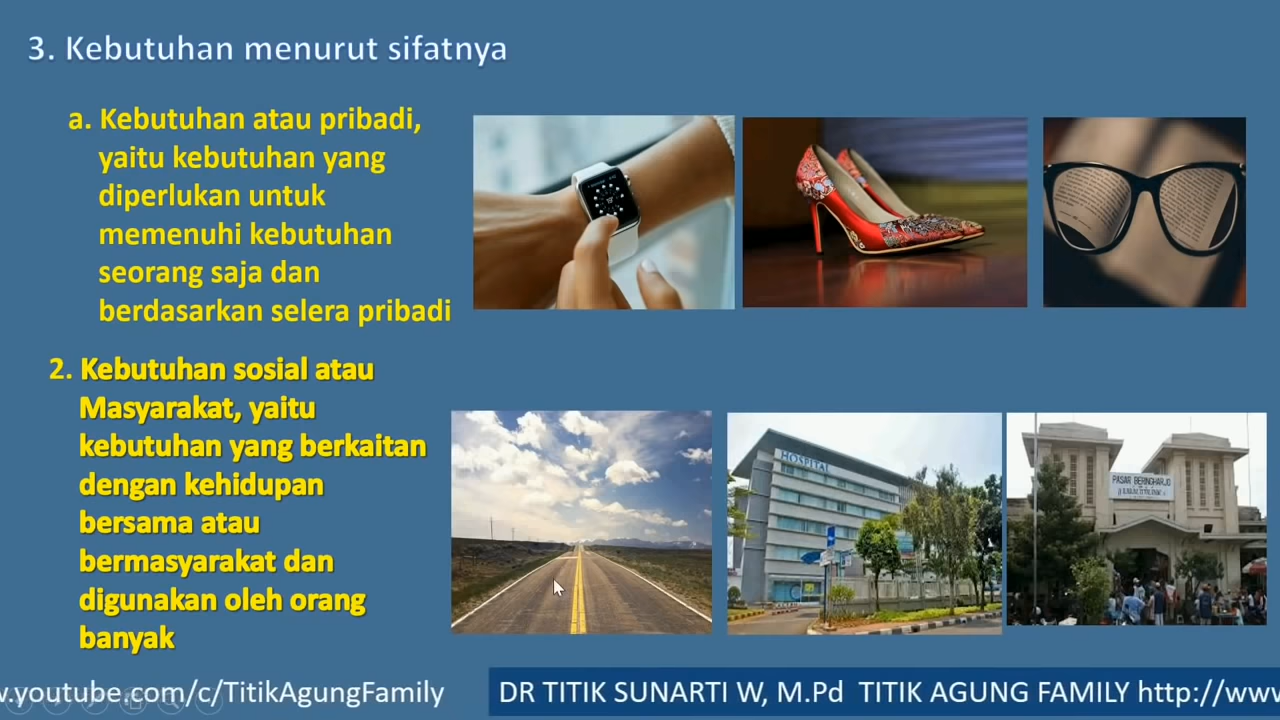 3. Kebutuhan menurut sifatnya
a. Kebutuhan atau pribadi,
yaitu kebutuhan yang
diperlukan untuk
memenuhi kebutuhan
seorang saja dan
berdasarkan selera pribadi
2. Kebutuhan sosial atau
Masyarakat, yaitu
kebutuhan yang berkaitan
dengan kehidupan
bersama atau
bermasyarakat dan
digunakan oleh orang
banyak
HOSPITAL
PASAR BERINGHARJO
w.youtube.com/c/TitikAgungFamily
DR TITIK SUNARTI W, M.Pd TITIK AGUNG FAMILY http://www